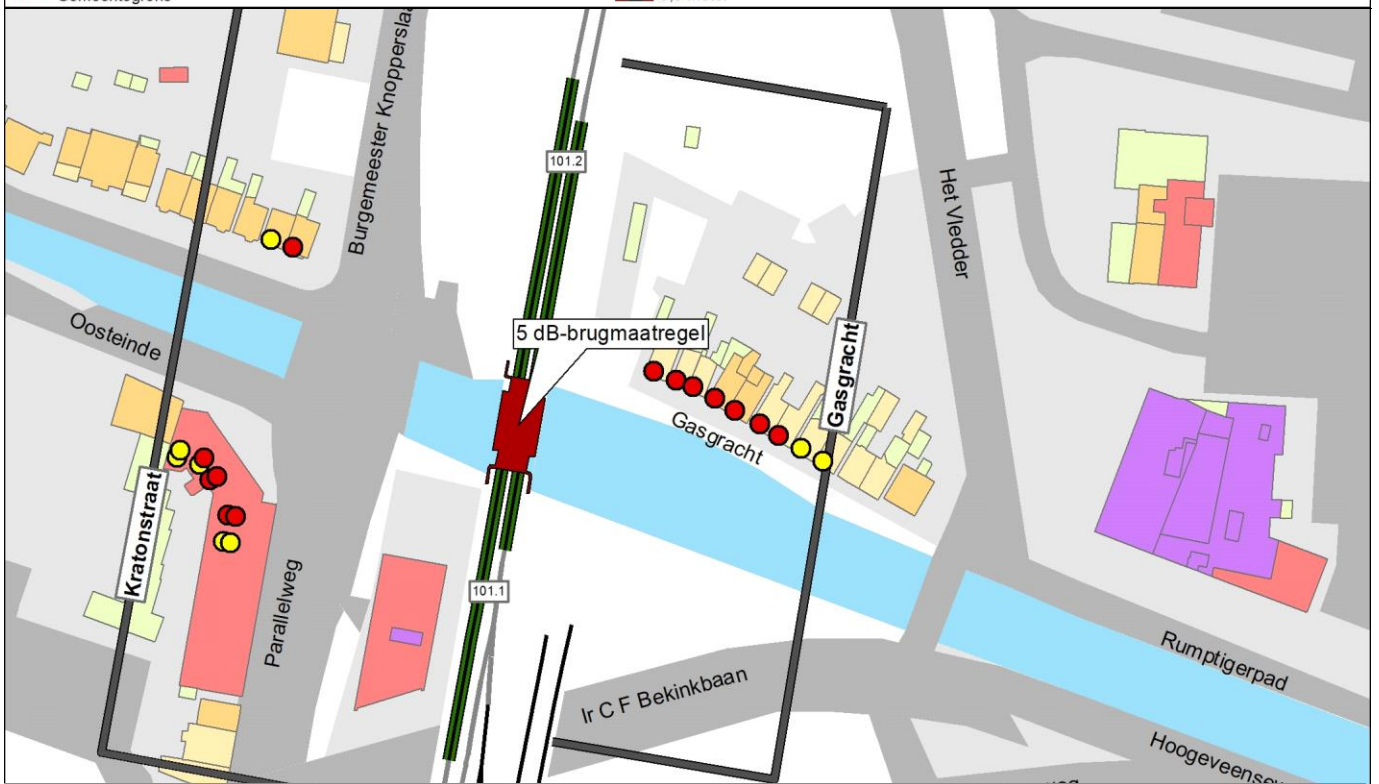 Burgemeester Knopperslaa
101.2
Het Vledder
Oosteinde
5 dB-brugmaatregel
Gasgracht
Gasgracht
Kratonstraat
Parallelweg
101.1
Ir C F Bekinkbaan
Rumptigerpad